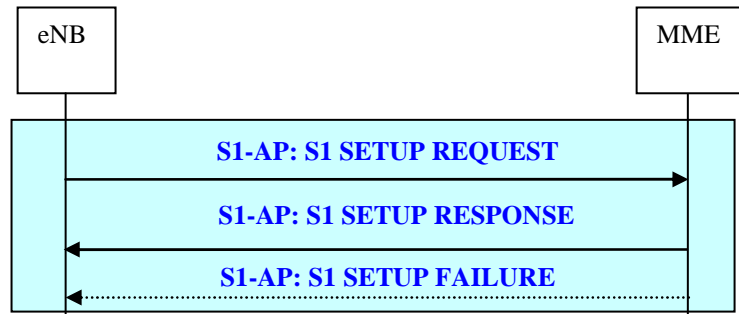 eNB
MME
S1-AP: S1 SETUP REQUEST
S1-AP: S1 SETUP RESPONSE
S1-AP: S1 SETUP FAILURE